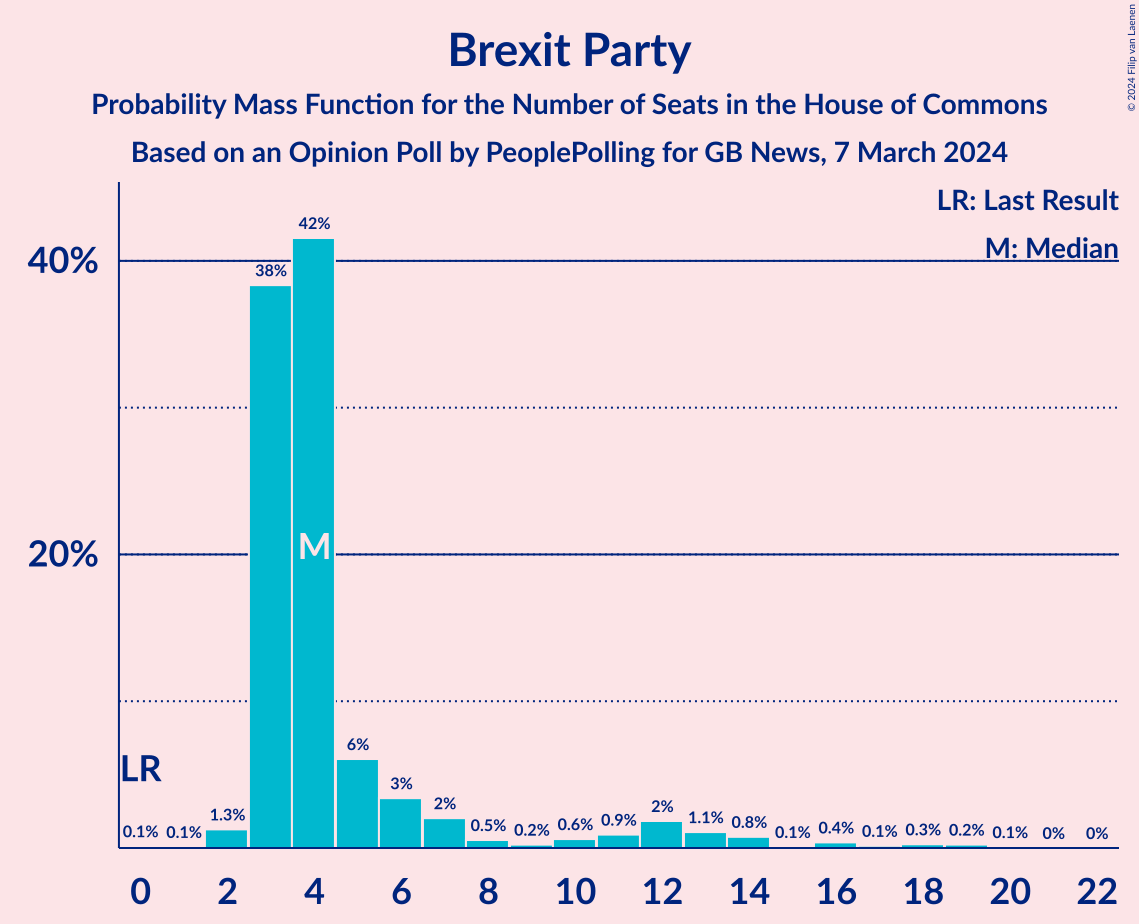 Brexit Party
Probability Mass Function for the Number of Seats in the House of Commons
Based on an Opinion Poll by PeoplePolling for GB News, 7 March 2024
© 2024 Filip van Laenen
LR: Last Result
M: Median
40%
20%
42%
38%
M
LR
0.1% 0.1% 1.3% 6% 3% 2% 0.5% 0.2% 0.6% 0.9% 2% 1.1% 0.8% 0.1% 0.4% 0.1% 0.3% 0.2% 0.1% 0% 0%
0 2 4 6 8 10 12 14 16 18 20 22